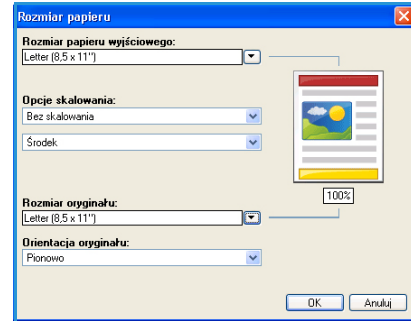 Rozmiar papieru
Rozmiar papieru wyjściowego:
Letter (8,5 x 11")
Opcje skalowania:
Bez skalowania
Środek
100%
Rozmiar oryginału:
Letter (8,5 x 11")
Orientacja oryginału:
Pionowo
OK
Anuluj